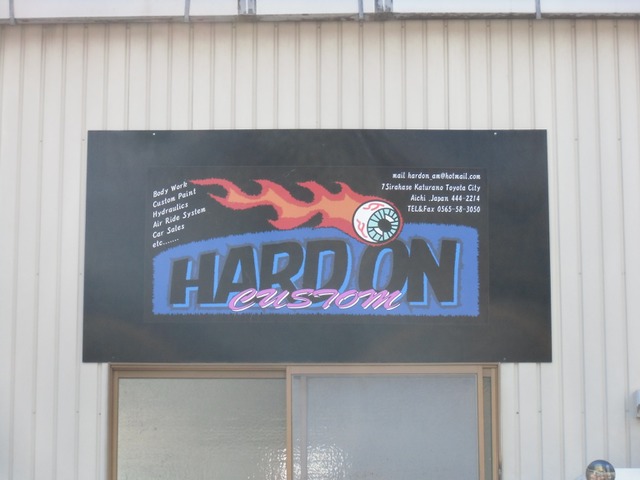 Body Work
Custom Paint
Hydraulics
Air Ride System
Car Sales
etc.......
mail hardon_am@hotmail.com
7Sirahase Katurano Toyota City
Aichi .Japan 444-2214
TEL&Fax 0565-58-3050
HARD ON
CUSTOM